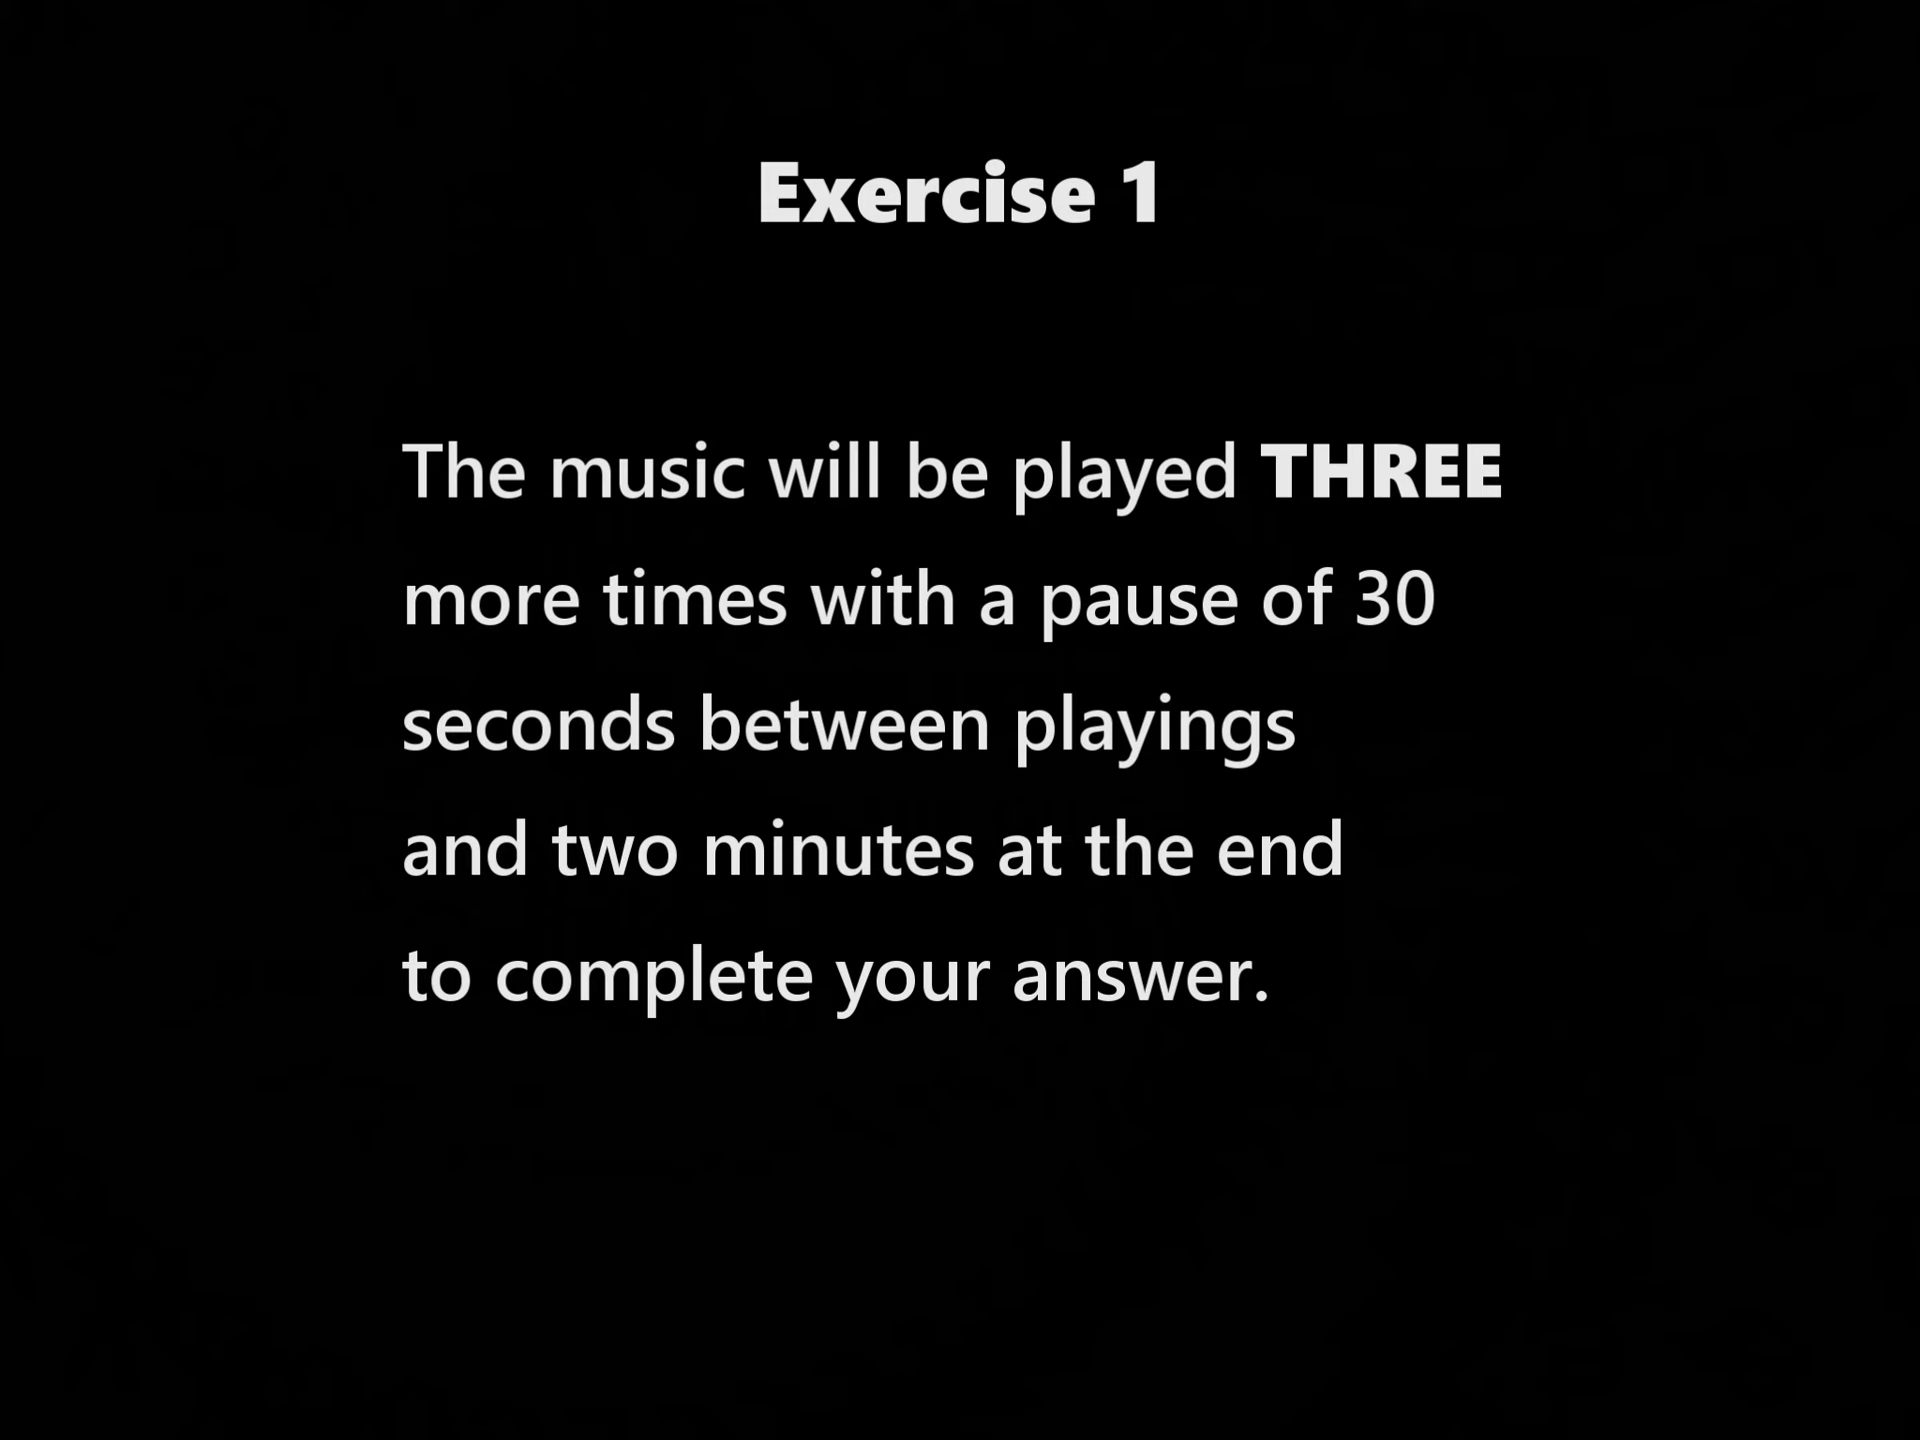 Exercise 1
The music will be played THREE
more times with a pause of 30
seconds between playings
and two minutes at the end
to complete your answer.